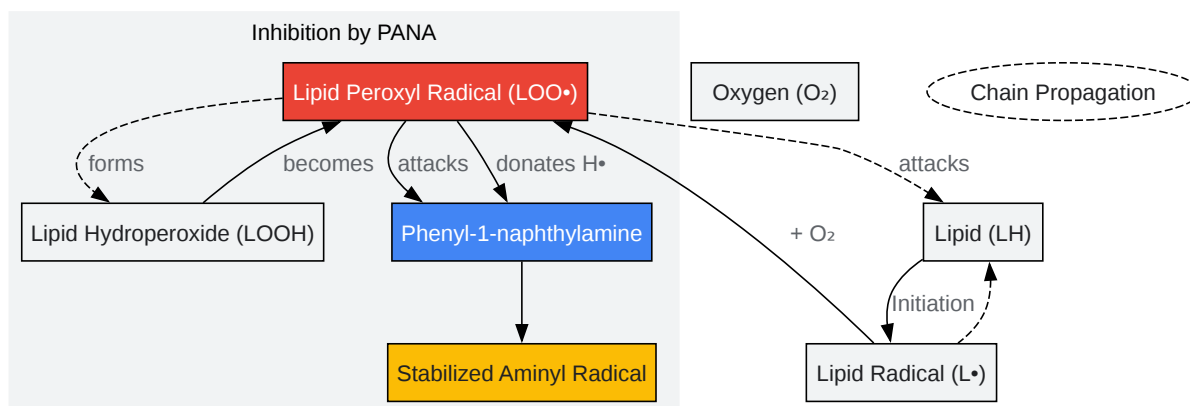 Inhibition by PANA
Lipid Peroxyl Radical (LOO•)
Oxygen (O₂)
Chain Propagation
forms
becomes
attacks
donates H•
attacks
Lipid Hydroperoxide (LOOH)
Phenyl-1-naphthylamine
+ O₂
Lipid (LH)
Initiation
Stabilized Aminyl Radical
Lipid Radical (L•)